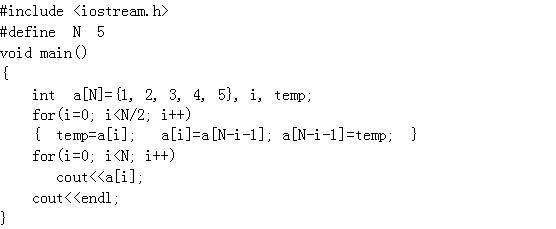 #include <iostream.h>
#define  N  5
void main()
{
    int  a[N]={1, 2, 3, 4, 5}, i, temp;
    for(i=0; i<N/2; i++)
    {  temp=a[i];   a[i]=a[N-i-1]; a[N-i-1]=temp;  }
    for(i=0; i<N; i++)
       cout<<a[i];
    cout<<endl;
}